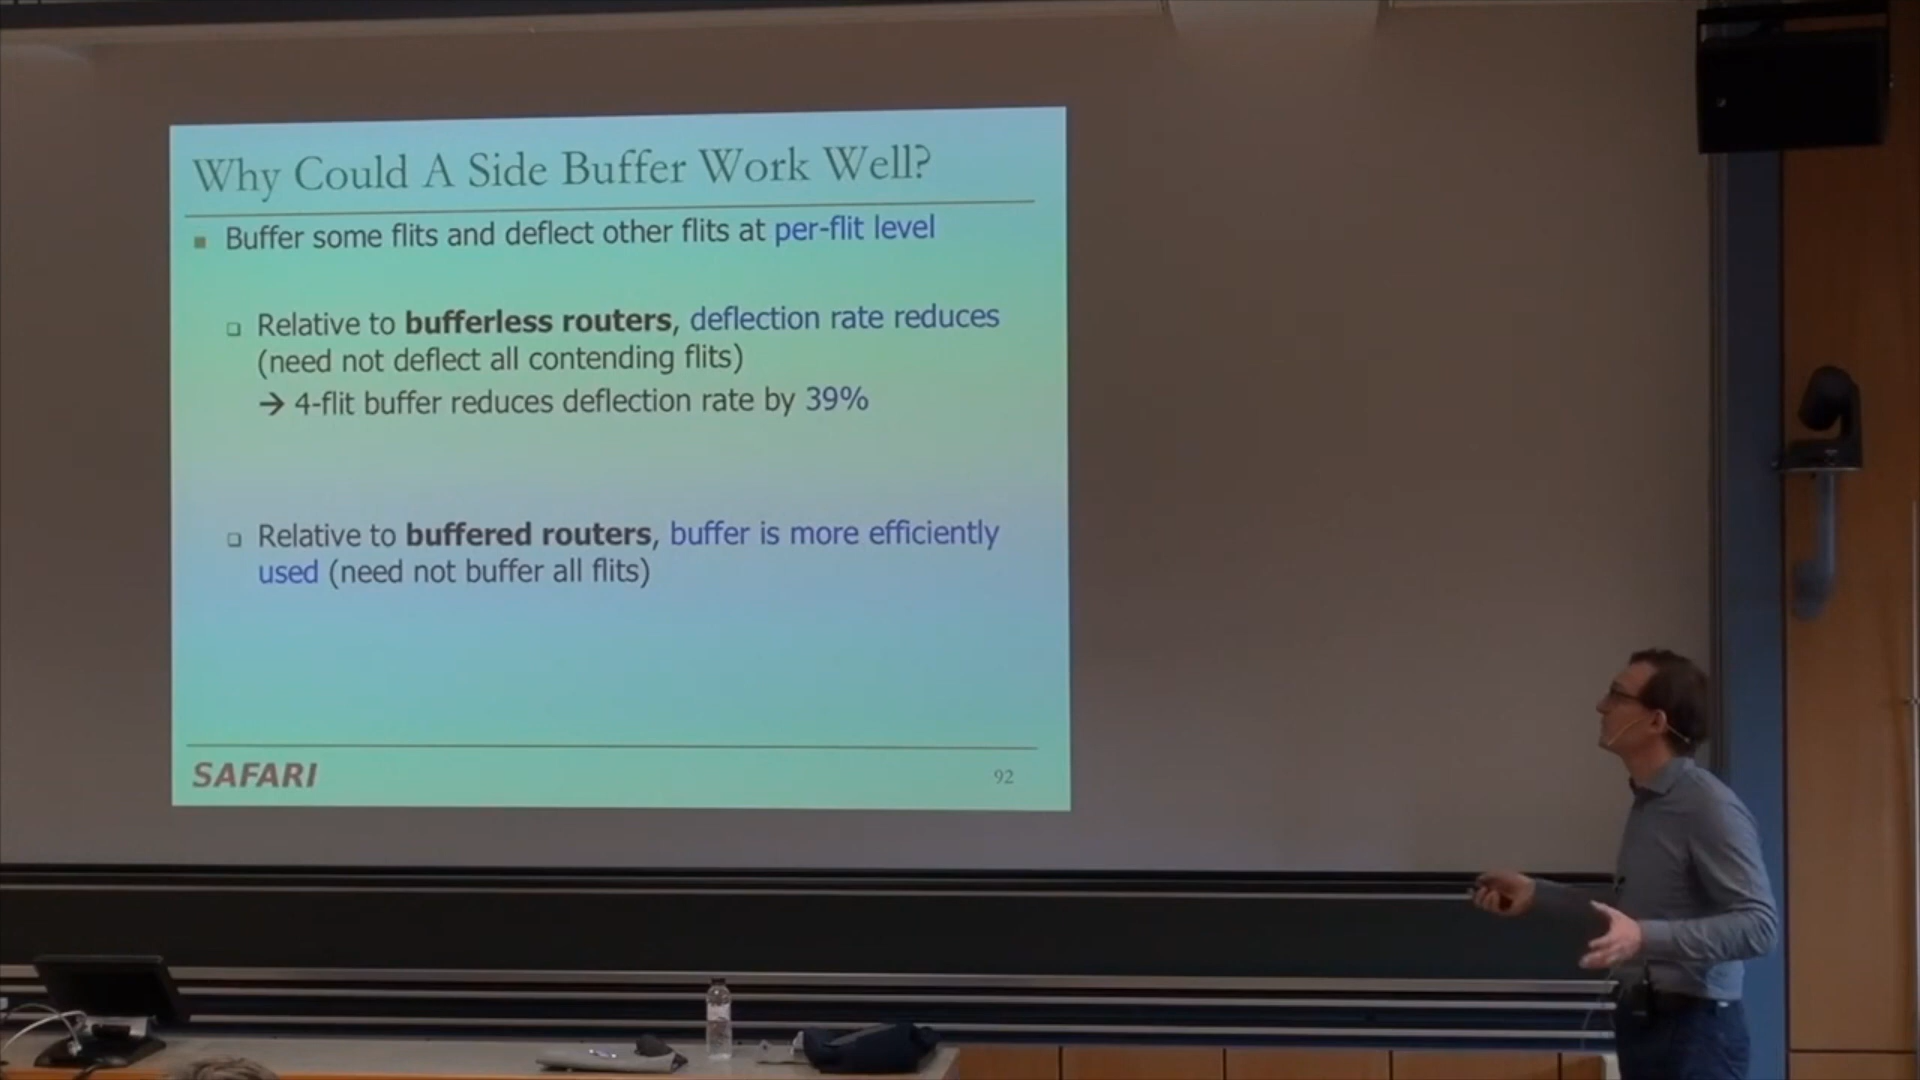 Why Could A Side Buffer Work Well?
Buffer some flits and deflect other flits at per-flit level
Relative to bufferless routers, deflection rate reduces
(need not deflect all contending flits)
→ 4-flit buffer reduces deflection rate by 39%
Relative to buffered routers, buffer is more efficiently
used (need not buffer all flits)
SAFARI
92